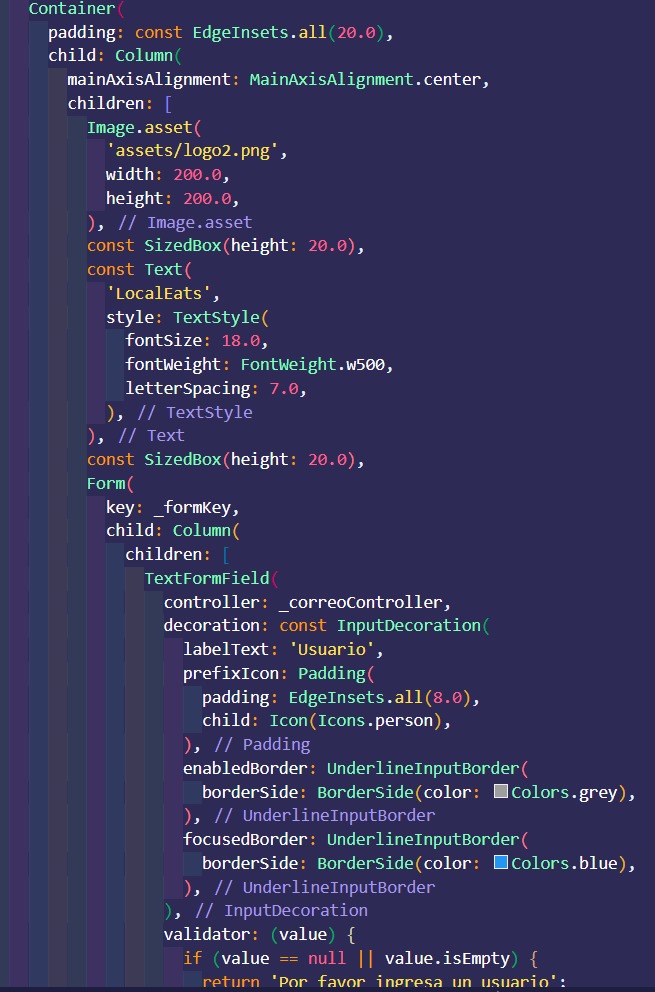 Container(
padding: const EdgeInsets.all(20.0),
child: Column(
mainAxisAlignment: MainAxisAlignment.center,
children: [
Image.asset(
'assets/logo2.png',
width: 200.0,
height: 200.0,
), // Image.asset
const SizedBox(height: 20.0),
const Text(
'LocalEats',
style: TextStyle(
fontSize: 18.0,
fontWeight: FontWeight.w500,
letterSpacing: 7.0,
), // TextStyle
), // Text
const SizedBox(height: 20.0),
Form(
key: _formKey,
child: Column(
children: [
TextFormField(
controller: _correoController,
decoration: const InputDecoration(
labelText: 'Usuario',
prefixIcon: Padding(
padding: EdgeInsets.all(8.0),
child: Icon(Icons.person),
), // Padding
enabledBorder: UnderlineInputBorder(
borderSide: BorderSide(color: Colors.grey),
), // UnderlineInputBorder
focusedBorder: UnderlineInputBorder(
borderSide: BorderSide(color: Colors.blue),
), // UnderlineInputBorder
), // InputDecoration
validator: (value) {
if (value == null || value.isEmpty) {
return 'Por favor ingresa un usuario';